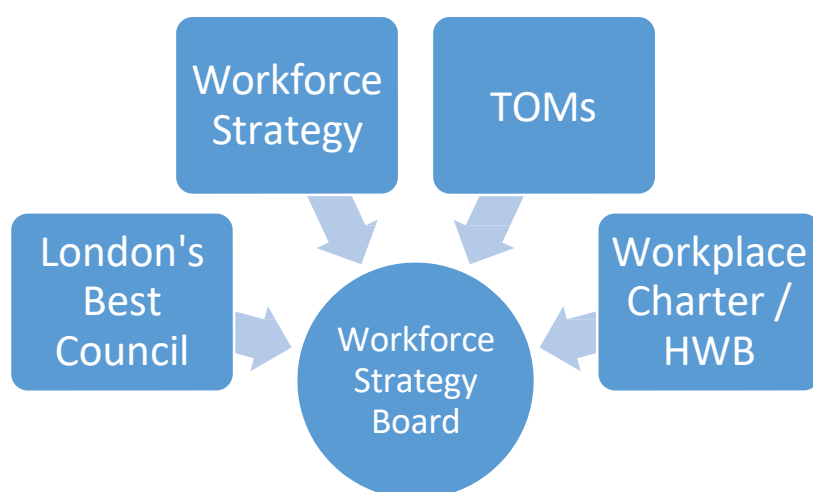 Workforce
Strategy
TOMs
London's
Best
Council
Workplace
Charter /
HWB
Workforce
Strategy
Board